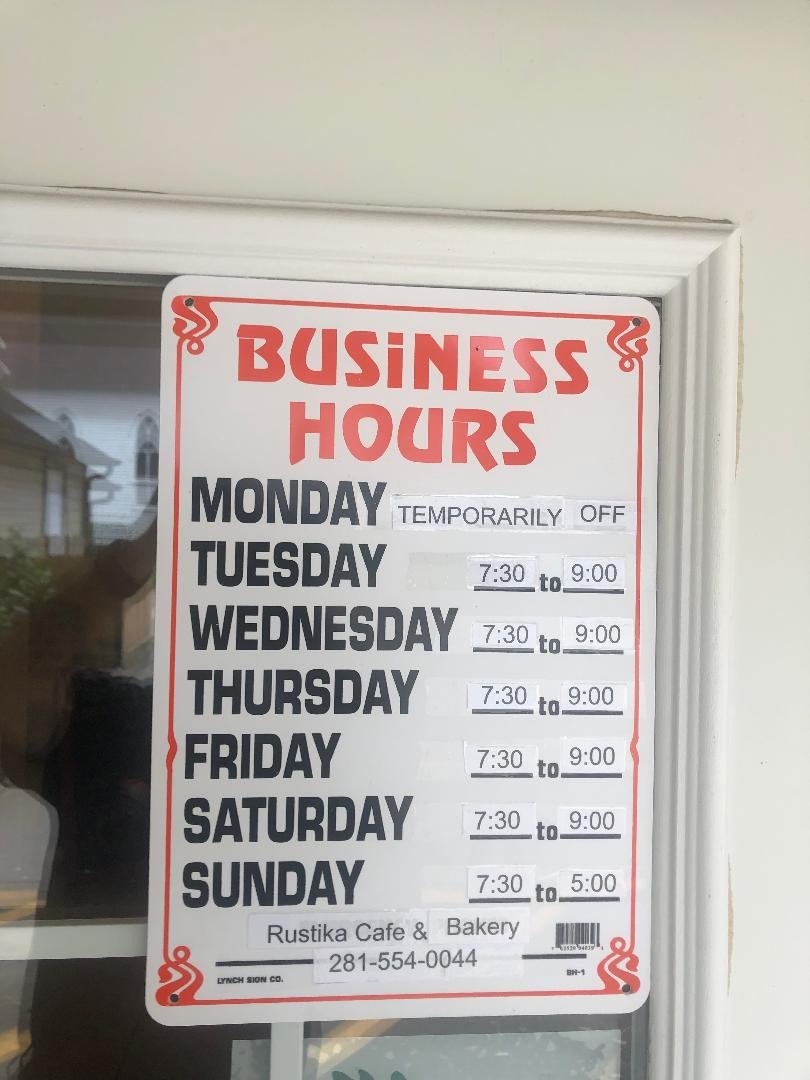 BUSiNESS
HOURS
MONDAY TEMPORARILY OFF
TUESDAY 7:30 to 9:00
WEDNESDAY 7:30 to 9:00
THURSDAY 7:30 to 9:00
FRIDAY 7:30 to 9:00
SATURDAY 7:30 to 9:00
SUNDAY 7:30 to 5:00
Rustika Cafe & Bakery
281-554-0044
LYNCH SIGN CO. BH-1